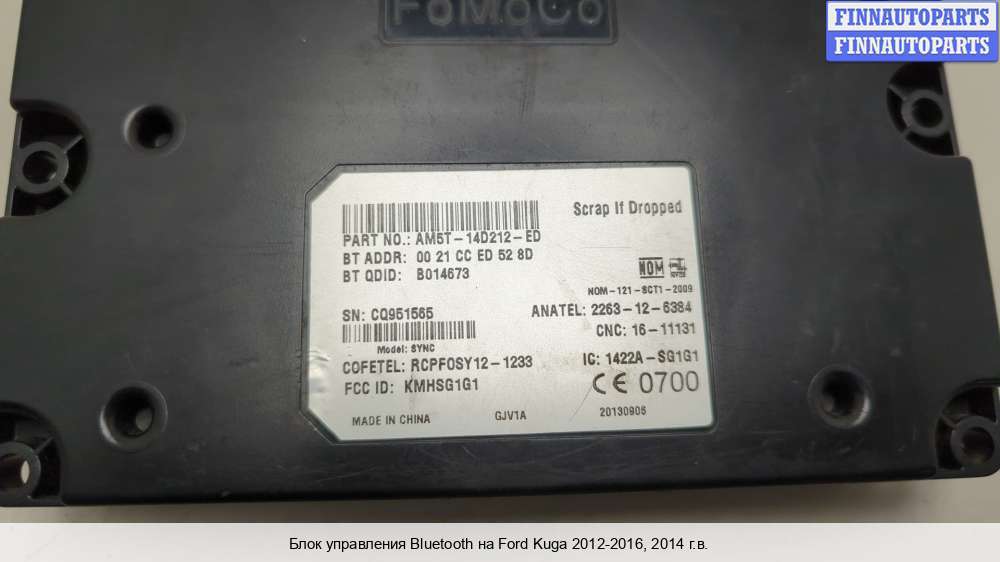 FoMoCo
FINNAUTOPARTS
FINNAUTOPARTS
Scrap If Dropped
PART NO.: AM5T-14D212-ED
BT ADDR: 00 21 CC ED 52 8D
BT QDID: B014673
NOM
NOM-121-SCT1-2009
SN: CQ951565
ANATEL: 2263-12-6384
CNC: 16-11131
Model: SYNC
COFETEL: RCPFOSY12-1233
IC: 1422A-SG1G1
FCC ID: KMHSG1G1
CE 0700
MADE IN CHINA
GJV1A
20130906
Блок управления Bluetooth на Ford Kuga 2012-2016, 2014 г.в.